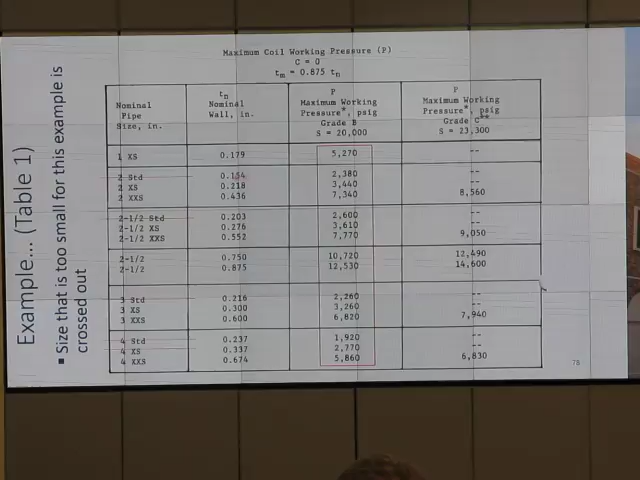 Example... (Table 1)
▪ Size that is too small for this example is
crossed out
Maximum Coil Working Pressure (P)
C = 0
tm = 0.875 tn
Nominal
Pipe
Size, in.
tn
Nominal
Wall, in.
P
Maximum Working
Pressure*, psig
Grade B
S = 20,000
P
Maximum Working
Pressure*, psig
Grade C**
S = 23,300
1 XS 0.179 5,270 --
2 Std 0.154 2,380 --
2 XS 0.218 3,440 --
2 XXS 0.436 7,340 8,560
2-1/2 Std 0.203 2,600 --
2-1/2 XS 0.276 3,610 --
2-1/2 XXS 0.552 7,770 9,050
2-1/2 0.750 10,720 12,490
2-1/2 0.875 12,530 14,600
3 Std 0.216 2,260 --
3 XS 0.300 3,260 --
3 XXS 0.600 6,820 7,940
4 Std 0.237 1,920 --
4 XS 0.337 2,770 --
4 XXS 0.674 5,860 6,830
78